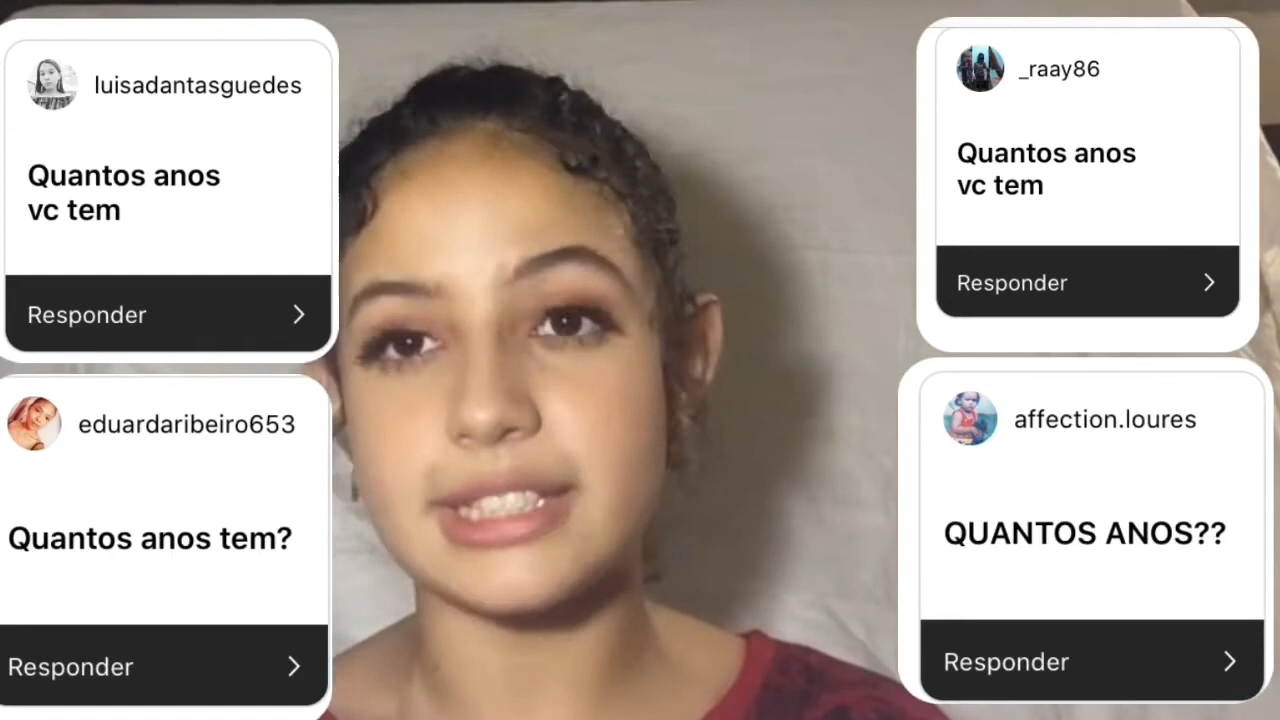 luisadantasguedes
Quantos anos
vc tem
Responder
_raay86
Quantos anos
vc tem
Responder
eduardaribeiro653
Quantos anos tem?
Responder
affection.loures
QUANTOS ANOS??
Responder